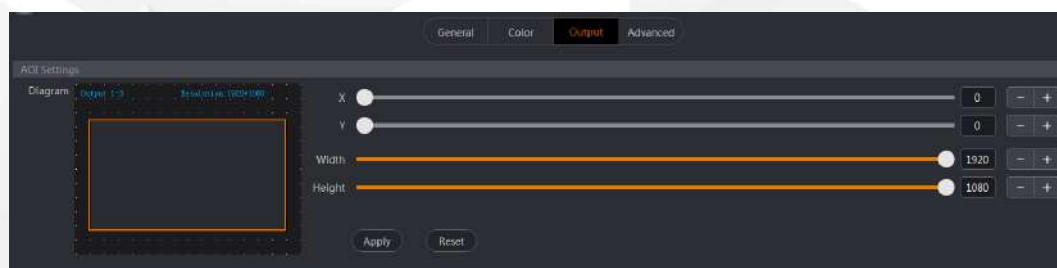 General Color Output Advanced
AOI Settings
Diagram
Output 1-3 Resolution: 1920*1080
X 0 - +
Y 0 - +
Width 1920 - +
Height 1080 - +
Apply Reset